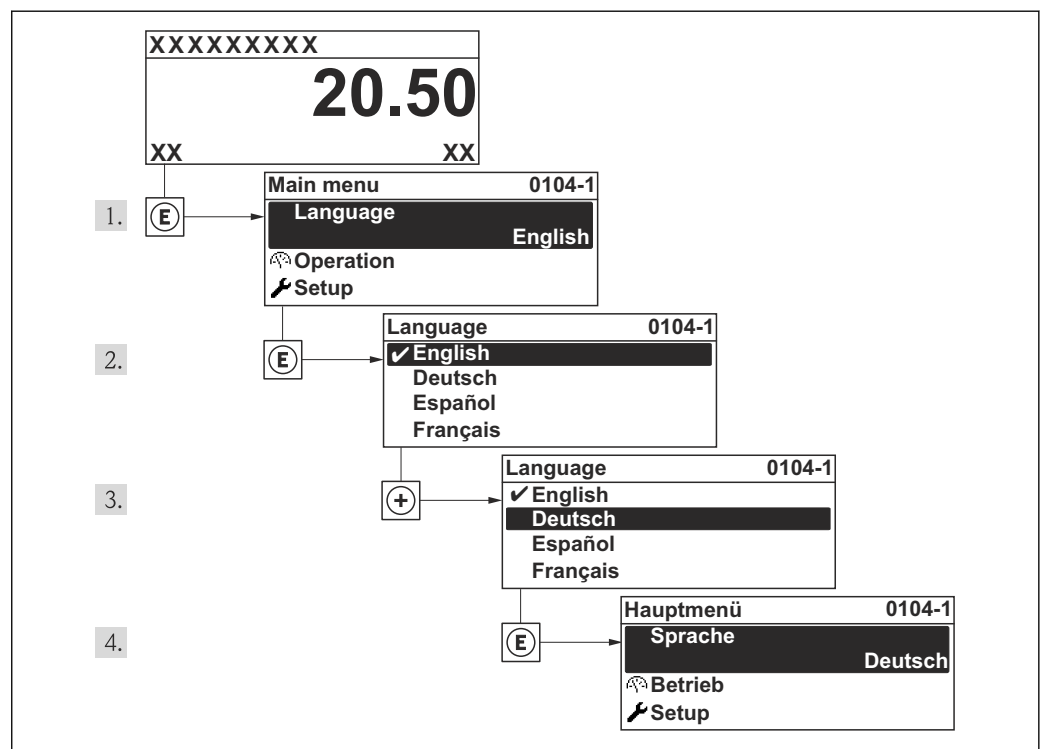 XXXXXXXXX
20.50
XX XX
1. E
Main menu 0104-1
Language
English
Operation
Setup
2. E
Language 0104-1
✔ English
Deutsch
Español
Français
3. +
Language 0104-1
✔ English
Deutsch
Español
Français
4. E
Hauptmenü 0104-1
Sprache
Deutsch
Betrieb
Setup